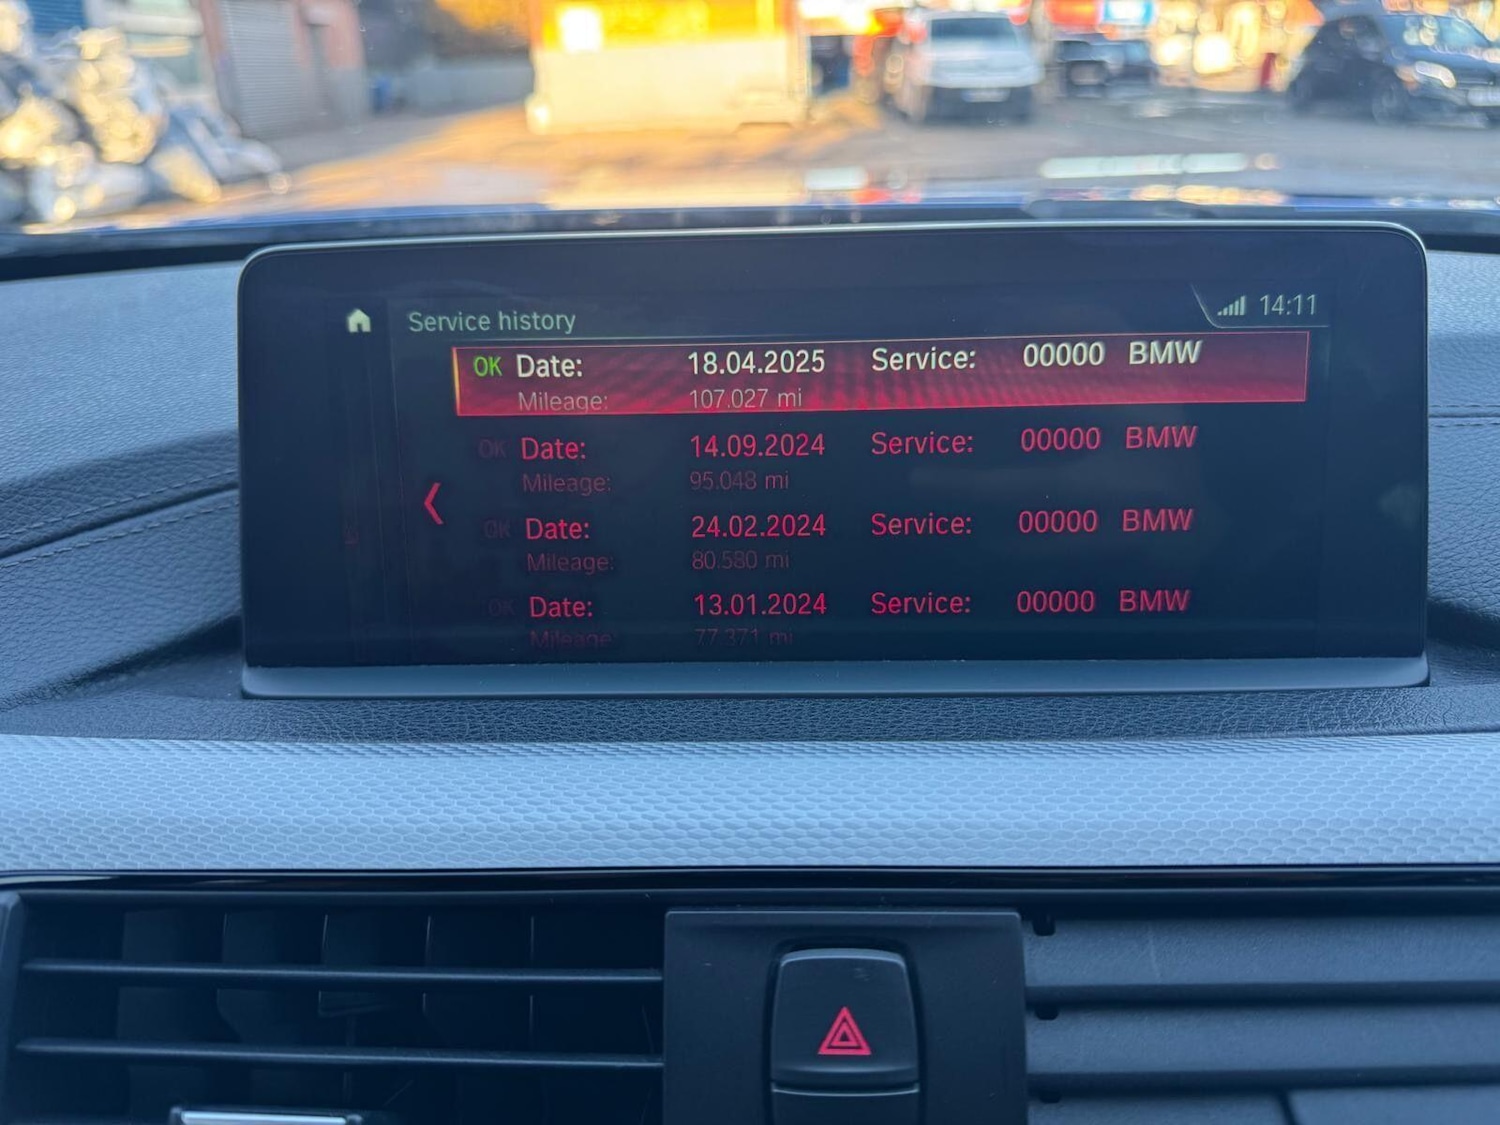 Service history 14:11
OK Date: 18.04.2025 Service: 00000 BMW
Mileage: 107.027 mi
OK Date: 14.09.2024 Service: 00000 BMW
Mileage: 95.048 mi
OK Date: 24.02.2024 Service: 00000 BMW
Mileage: 80.580 mi
OK Date: 13.01.2024 Service: 00000 BMW
Mileage: 77.371 mi